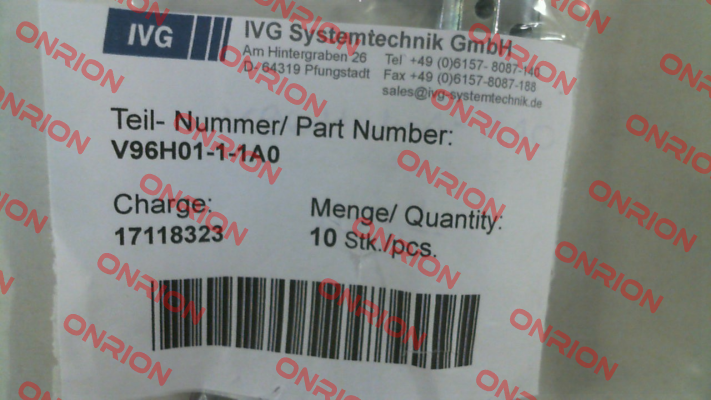 IVG
IVG Systemtechnik GmbH
Am Hintergraben 26 Tel +49 (0)6157- 8087-140
D- 64319 Pfungstadt Fax +49 (0)6157-8087-188
sales@ivg-systemtechnik.de
Teil- Nummer/ Part Number:
V96H01-1-1A0
Charge: Menge/ Quantity:
17118323 10 Stk./pcs.
ONRION